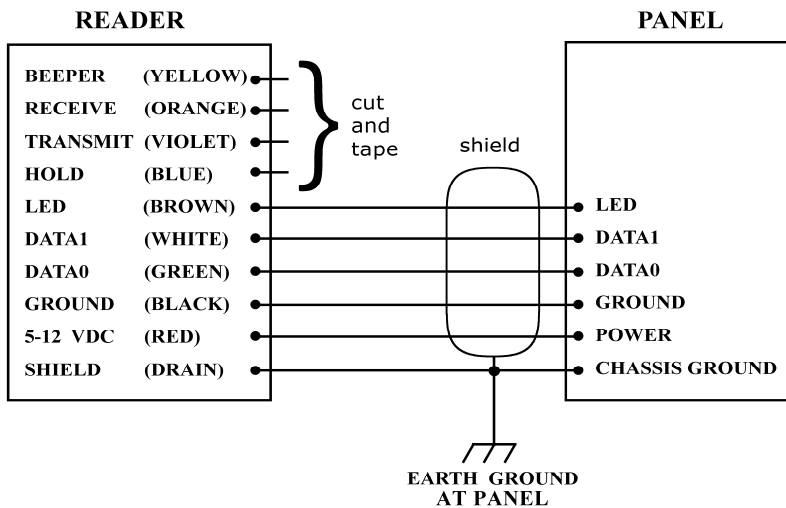 READER
PANEL
BEEPER (YELLOW)
RECEIVE (ORANGE)
TRANSMIT (VIOLET)
HOLD (BLUE)
LED (BROWN)
DATA1 (WHITE)
DATA0 (GREEN)
GROUND (BLACK)
5-12 VDC (RED)
SHIELD (DRAIN)
cut
and
tape
shield
LED
DATA1
DATA0
GROUND
POWER
CHASSIS GROUND
EARTH GROUND
AT PANEL